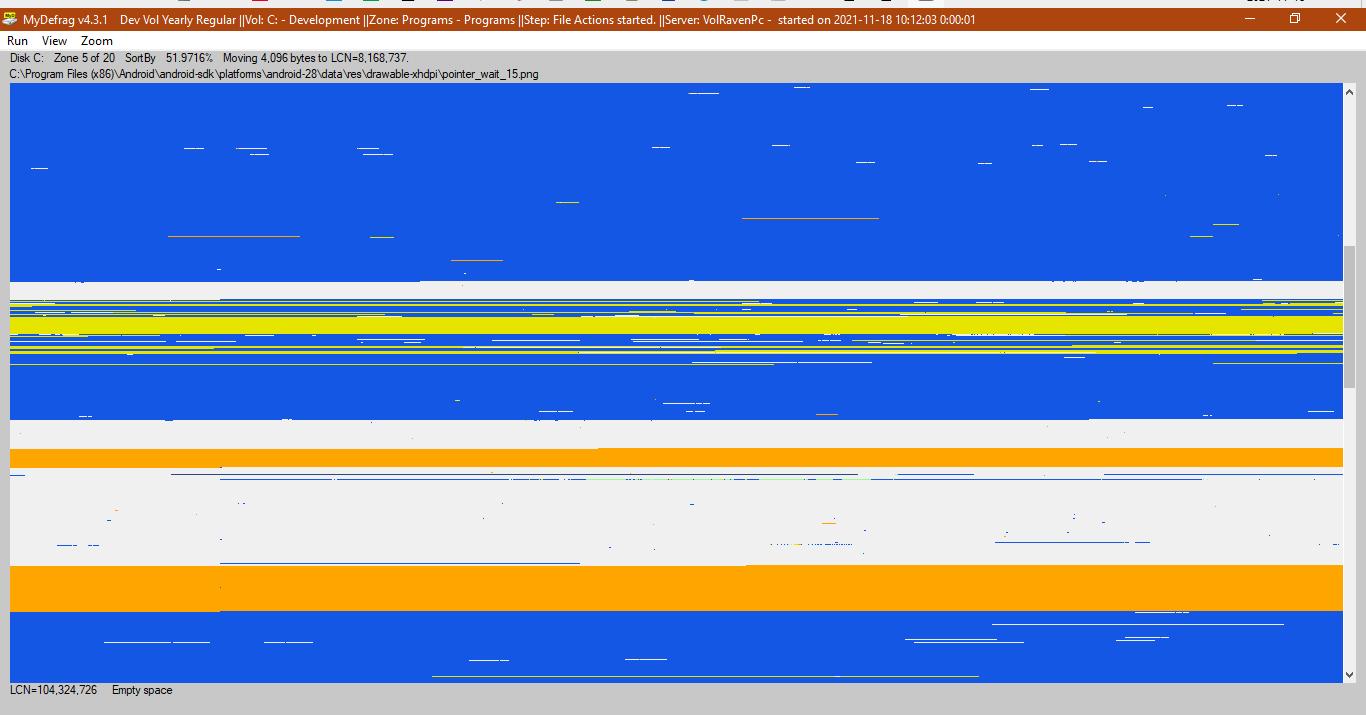 MyDefrag v4.3.1 Dev Vol Yearly Regular ||Vol: C: - Development ||Zone: Programs - Programs ||Step: File Actions started. ||Server: VolRavenPc - started on 2021-11-18 10:12:03 0:00:01
Run View Zoom
Disk C: Zone 5 of 20 SortBy 51.9716% Moving 4,096 bytes to LCN=8,168,737.
C:\Program Files (x86)\Android\android-sdk\platforms\android-28\data\res\drawable-xhdpi\pointer_wait_15.png
LCN=104,324,726 Empty space